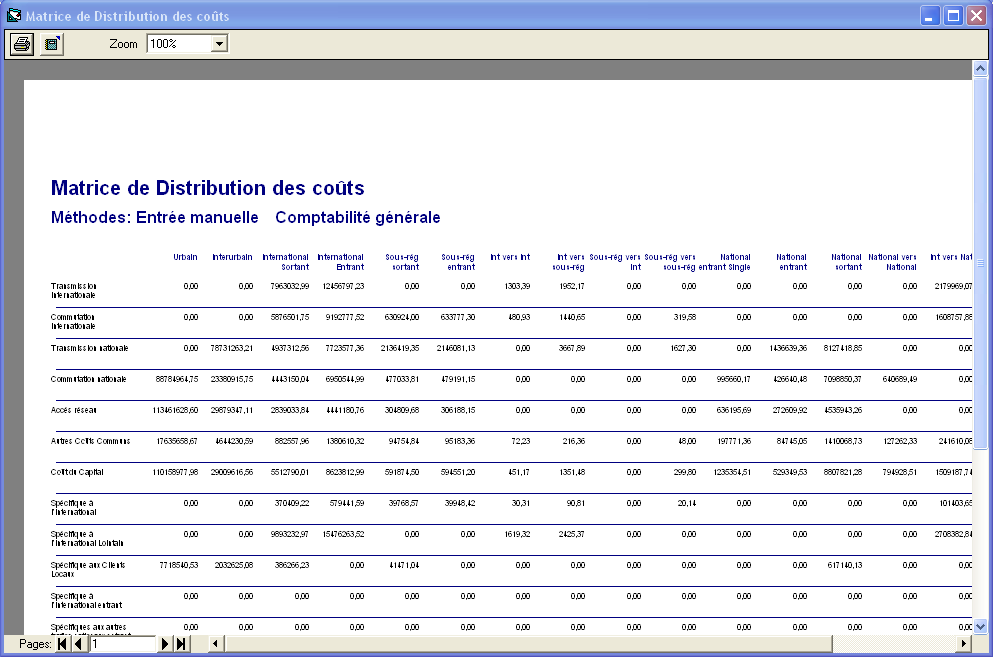 Matrice de Distribution des coûts
Zoom 100%
Matrice de Distribution des coûts
Méthodes: Entrée manuelle Comptabilité générale
Urbain Interurbain International International Sous-rég Sous-rég Int vers Int Int vers Sous-rég vers Sous-rég vers National National National National vers Int vers Nat
Sortant Entrant sortant entrant sous-rég Int sous-rég entrant Single entrant sortant National
Transmission 0,00 0,00 7963032,99 12456797,23 0,00 0,00 1303,39 1952,17 0,00 0,00 0,00 0,00 0,00 0,00 2179969,07
Internationale
Commutation 0,00 0,00 5876501,75 9192777,52 630924,00 633777,30 480,93 1440,65 0,00 319,58 0,00 0,00 0,00 0,00 1608757,88
Internationale
Transmission nationale 0,00 78731263,21 4937312,56 7723577,36 2136419,35 2146081,13 0,00 3667,89 0,00 1627,30 0,00 1436639,36 8127418,85 0,00 0,00
Commutation nationale 88784964,75 23380915,75 4443150,04 6950544,99 477033,81 479191,15 0,00 0,00 0,00 0,00 995660,17 426640,48 7098850,37 640689,49 0,00
Accès réseau 113461628,60 29879347,11 2839033,84 4441180,76 304809,68 306188,15 0,00 0,00 0,00 0,00 636195,69 272609,92 4535943,26 0,00 0,00
Autres Coûts Communs 17635658,67 4644230,59 882557,96 1380610,32 94754,84 95183,36 72,23 216,36 0,00 48,00 197771,36 84745,05 1410068,73 127262,33 241610,08
Coût du Capital 110158977,98 29009616,56 5512790,01 8623812,99 591874,50 594551,20 451,17 1351,48 0,00 299,80 1235354,51 529349,53 8807821,28 794928,51 1509187,74
Spécifique à 0,00 0,00 370409,22 579441,59 39768,57 39948,42 30,31 90,81 0,00 20,14 0,00 0,00 0,00 0,00 101403,65
l'International
Spécifique à 0,00 0,00 9893232,97 15476263,52 0,00 0,00 1619,32 2425,37 0,00 0,00 0,00 0,00 0,00 0,00 2708382,84
l'International Lointain
Spécifique aux Clients 7718540,53 2032625,08 386266,23 0,00 41471,04 0,00 0,00 0,00 0,00 0,00 0,00 0,00 617140,13 0,00 0,00
Locaux
Spécifique à 0,00 0,00 0,00 0,00 0,00 0,00 0,00 0,00 0,00 0,00 0,00 0,00 0,00 0,00 0,00
l'International entrant
Spécifiques aux autres 0,00 0,00 0,00 0,00 0,00 0,00 0,00 0,00 0,00 0,00 0,00 0,00 0,00 0,00 0,00
Pages: 1